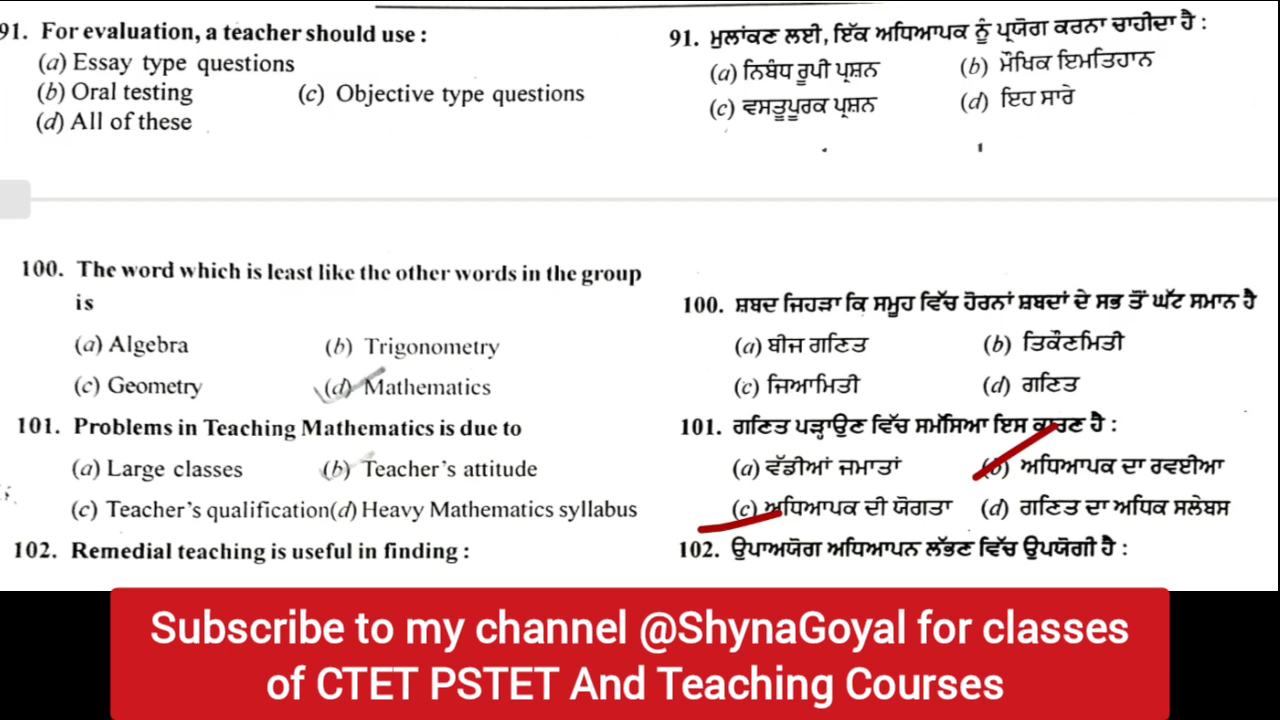 91. For evaluation, a teacher should use :
(a) Essay type questions
(b) Oral testing (c) Objective type questions
(d) All of these
91. ਮੁਲਾਂਕਣ ਲਈ, ਇੱਕ ਅਧਿਆਪਕ ਨੂੰ ਪ੍ਰਯੋਗ ਕਰਨਾ ਚਾਹੀਦਾ ਹੈ :
(a) ਨਿਬੰਧ ਰੂਪੀ ਪ੍ਰਸ਼ਨ (b) ਮੌਖਿਕ ਇਮਤਿਹਾਨ
(c) ਵਸਤੂਪੂਰਕ ਪ੍ਰਸ਼ਨ (d) ਇਹ ਸਾਰੇ
100. The word which is least like the other words in the group
is
(a) Algebra (b) Trigonometry
(c) Geometry (d) Mathematics
101. Problems in Teaching Mathematics is due to
(a) Large classes (b) Teacher's attitude
(c) Teacher's qualification(d) Heavy Mathematics syllabus
102. Remedial teaching is useful in finding :
100. ਸ਼ਬਦ ਜਿਹੜਾ ਕਿ ਸਮੂਹ ਵਿੱਚ ਹੋਰਨਾਂ ਸ਼ਬਦਾਂ ਦੇ ਸਭ ਤੋਂ ਘੱਟ ਸਮਾਨ ਹੈ
(a) ਬੀਜ ਗਣਿਤ (b) ਤਿਕੌਣਮਿਤੀ
(c) ਜਿਆਮਿਤੀ (d) ਗਣਿਤ
101. ਗਣਿਤ ਪੜ੍ਹਾਉਣ ਵਿੱਚ ਸਮੱਸਿਆ ਇਸ ਕਾਰਣ ਹੈ :
(a) ਵੱਡੀਆਂ ਜਮਾਤਾਂ (b) ਅਧਿਆਪਕ ਦਾ ਰਵਈਆ
(c) ਅਧਿਆਪਕ ਦੀ ਯੋਗਤਾ (d) ਗਣਿਤ ਦਾ ਅਧਿਕ ਸਲੇਬਸ
102. ਉਪਾਅਯੋਗ ਅਧਿਆਪਨ ਲੱਭਣ ਵਿੱਚ ਉਪਯੋਗੀ ਹੈ :
Subscribe to my channel @ShynaGoyal for classes
of CTET PSTET And Teaching Courses